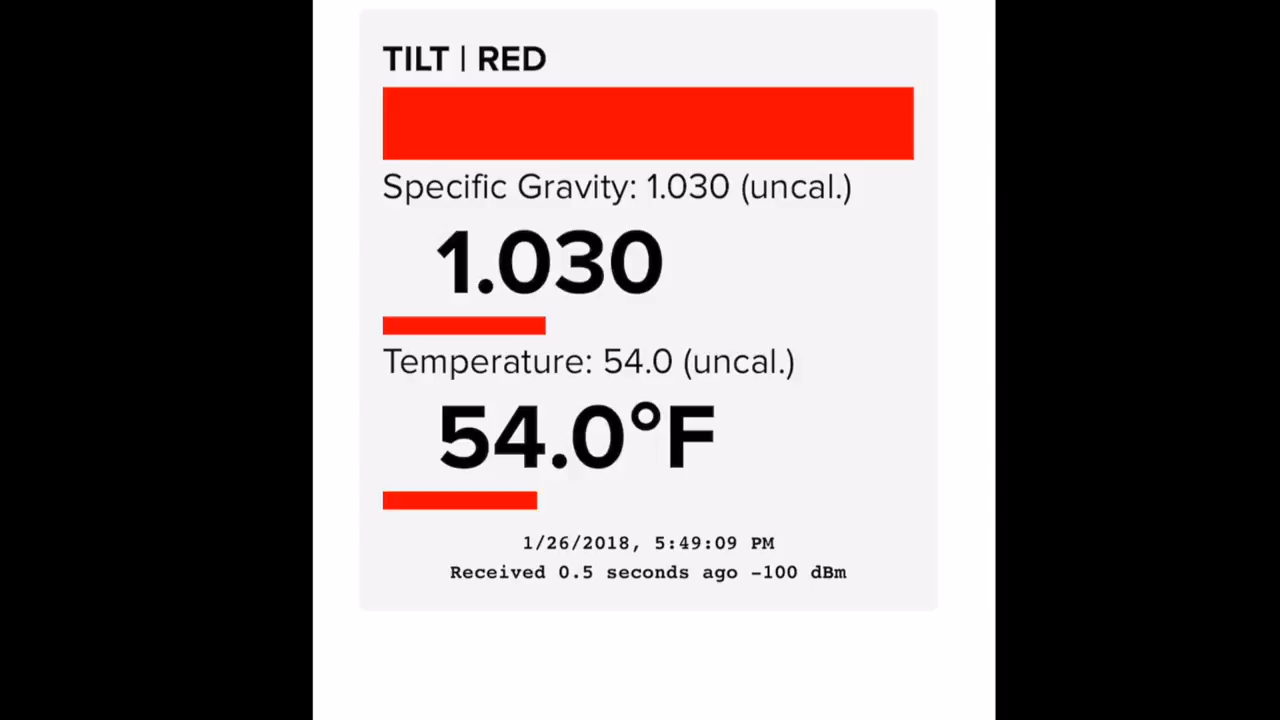 TILT | RED
Specific Gravity: 1.030 (uncal.)
1.030
Temperature: 54.0 (uncal.)
54.0°F
1/26/2018, 5:49:09 PM
Received 0.5 seconds ago -100 dBm